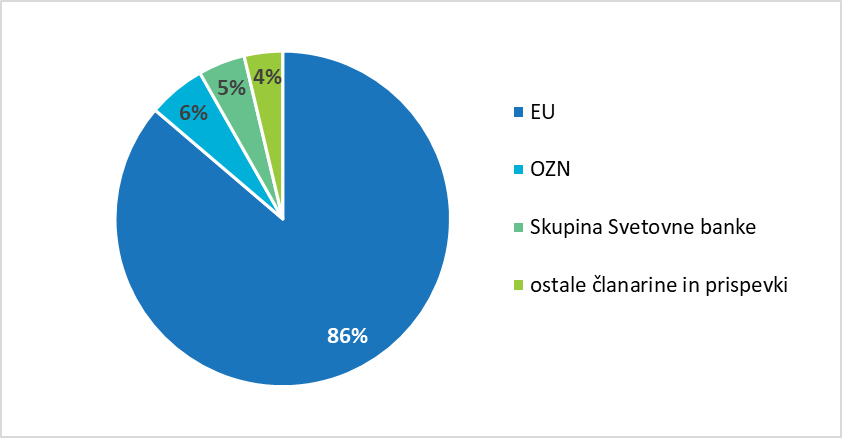 4%
5%
6%
86%
EU
OZN
Skupina Svetovne banke
ostale članarine in prispevki